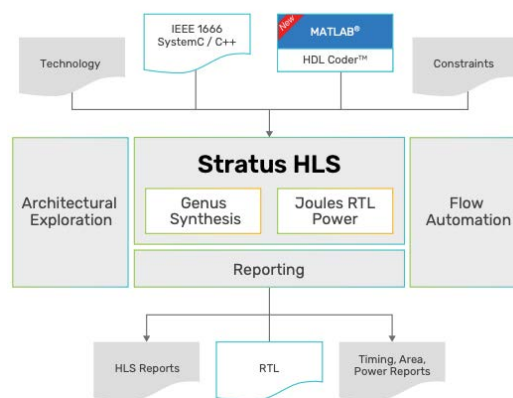 Technology
IEEE 1666
SystemC / C++
New
MATLAB®
HDL Coder™
Constraints
Architectural
Exploration
Stratus HLS
Genus
Synthesis
Joules RTL
Power
Flow
Automation
Reporting
HLS Reports
RTL
Timing, Area,
Power Reports